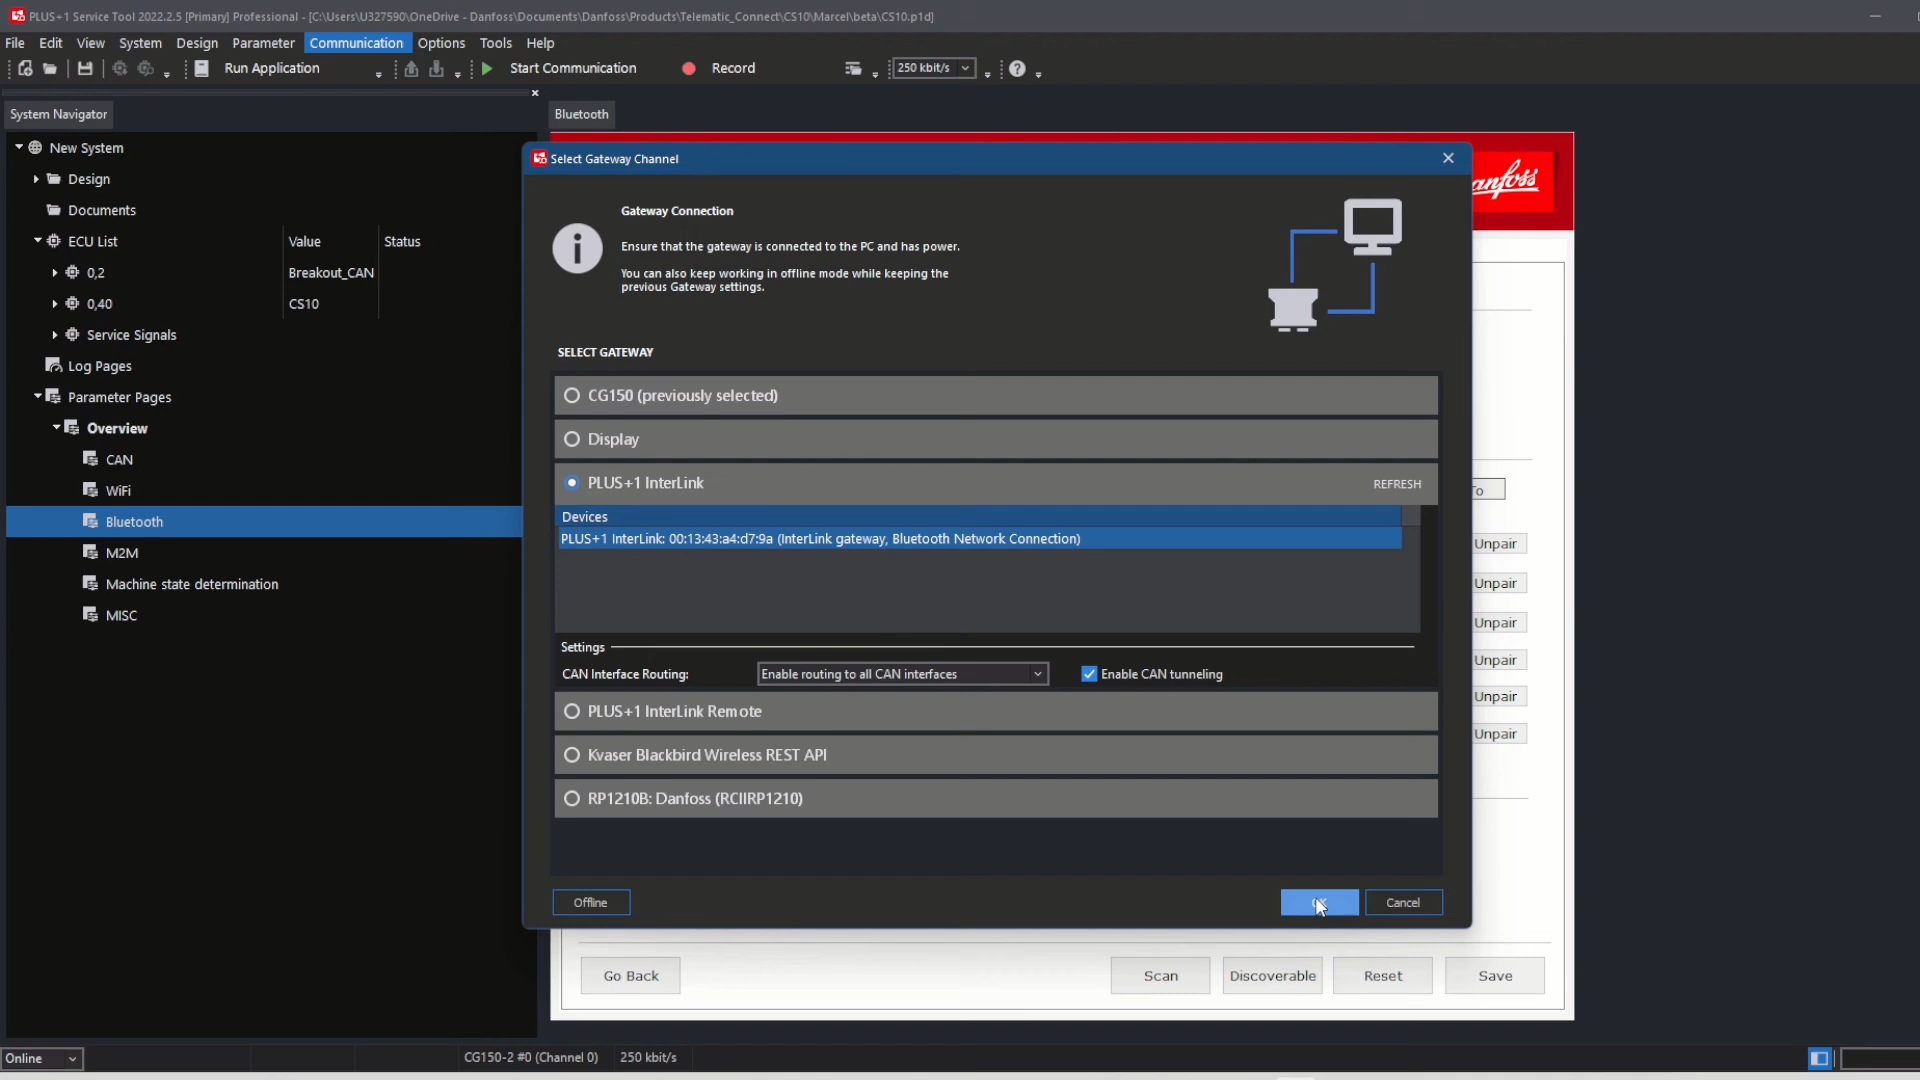 PLUS+1 Service Tool 2022.2.5 [Primary] Professional - [C:\Users\U327590\OneDrive - Danfoss\Documents\Danfoss\Products\Telematic_Connect\CS10\Marcel\beta\CS10.p1d]
File Edit View System Design Parameter Communication Options Tools Help
Run Application Start Communication Record 250 kbit/s
System Navigator
Bluetooth
New System
Design
Documents
ECU List Value Status
0,2 Breakout_CAN
0,40 CS10
Service Signals
Log Pages
Parameter Pages
Overview
CAN
WiFi
Bluetooth
M2M
Machine state determination
MISC
Select Gateway Channel
Gateway Connection
Ensure that the gateway is connected to the PC and has power.
You can also keep working in offline mode while keeping the
previous Gateway settings.
SELECT GATEWAY
CG150 (previously selected)
Display
PLUS+1 InterLink REFRESH
Devices
PLUS+1 InterLink: 00:13:43:a4:d7:9a (InterLink gateway, Bluetooth Network Connection)
Settings
CAN Interface Routing: Enable routing to all CAN interfaces Enable CAN tunneling
PLUS+1 InterLink Remote
Kvaser Blackbird Wireless REST API
RP1210B: Danfoss (RCIIRP1210)
Offline Cancel
anfoss
To
Unpair
Unpair
Unpair
Unpair
Unpair
Unpair
Go Back Scan Discoverable Reset Save
Online CG150-2 #0 (Channel 0) 250 kbit/s